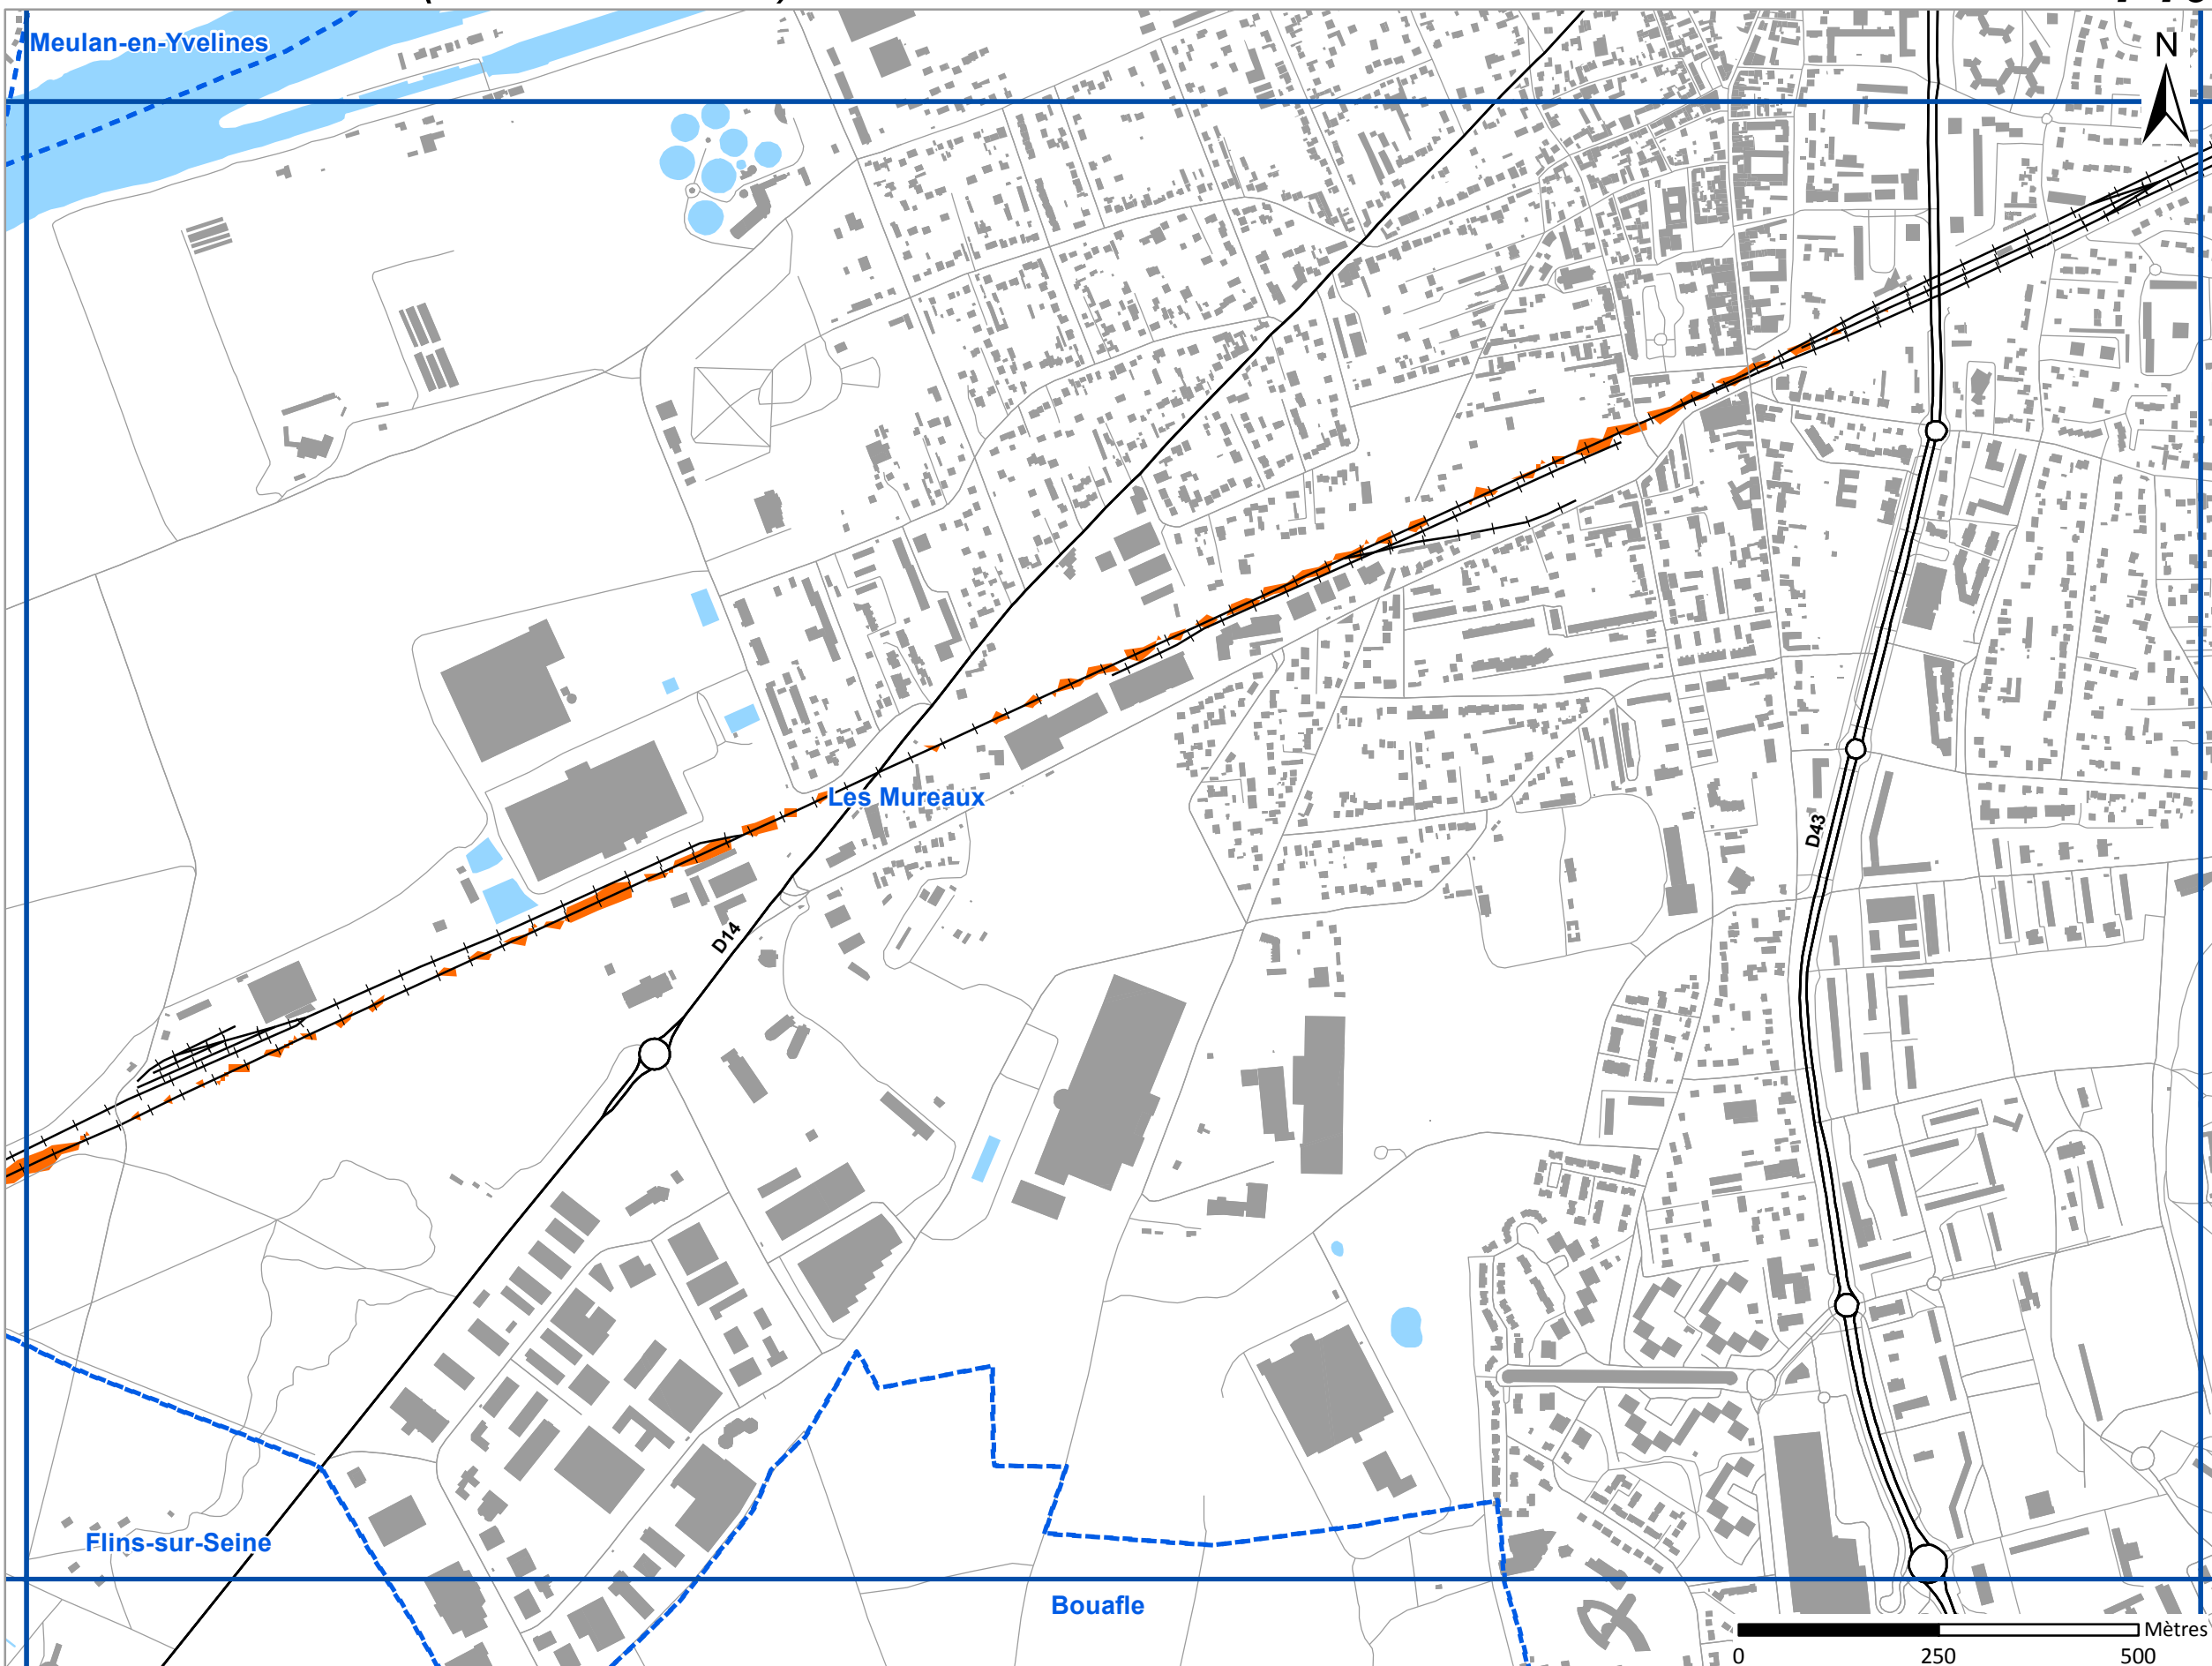 Meulan-en-Yvelines
N
Les Mureaux
D43
D14
Flins-sur-Seine
Bouafle
Mètres
0 250 500